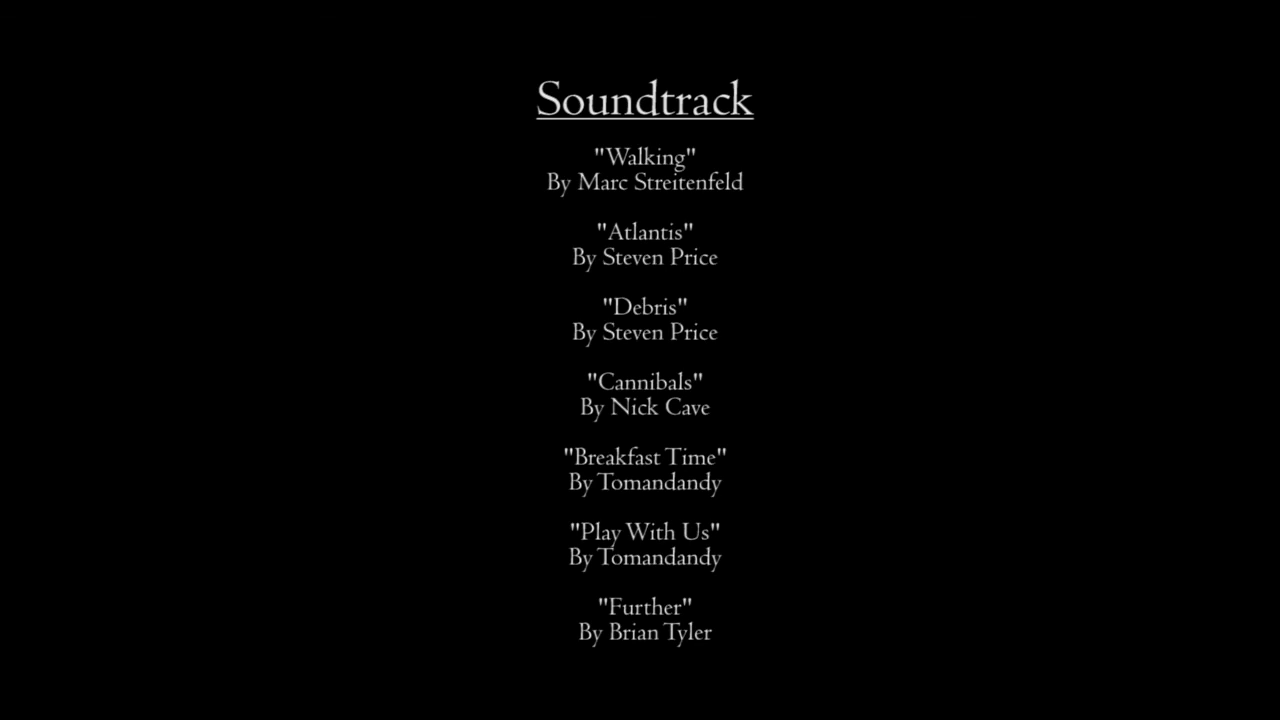 Soundtrack
"Walking"
By Marc Streitenfeld
"Atlantis"
By Steven Price
"Debris"
By Steven Price
"Cannibals"
By Nick Cave
"Breakfast Time"
By Tomandandy
"Play With Us"
By Tomandandy
"Further"
By Brian Tyler